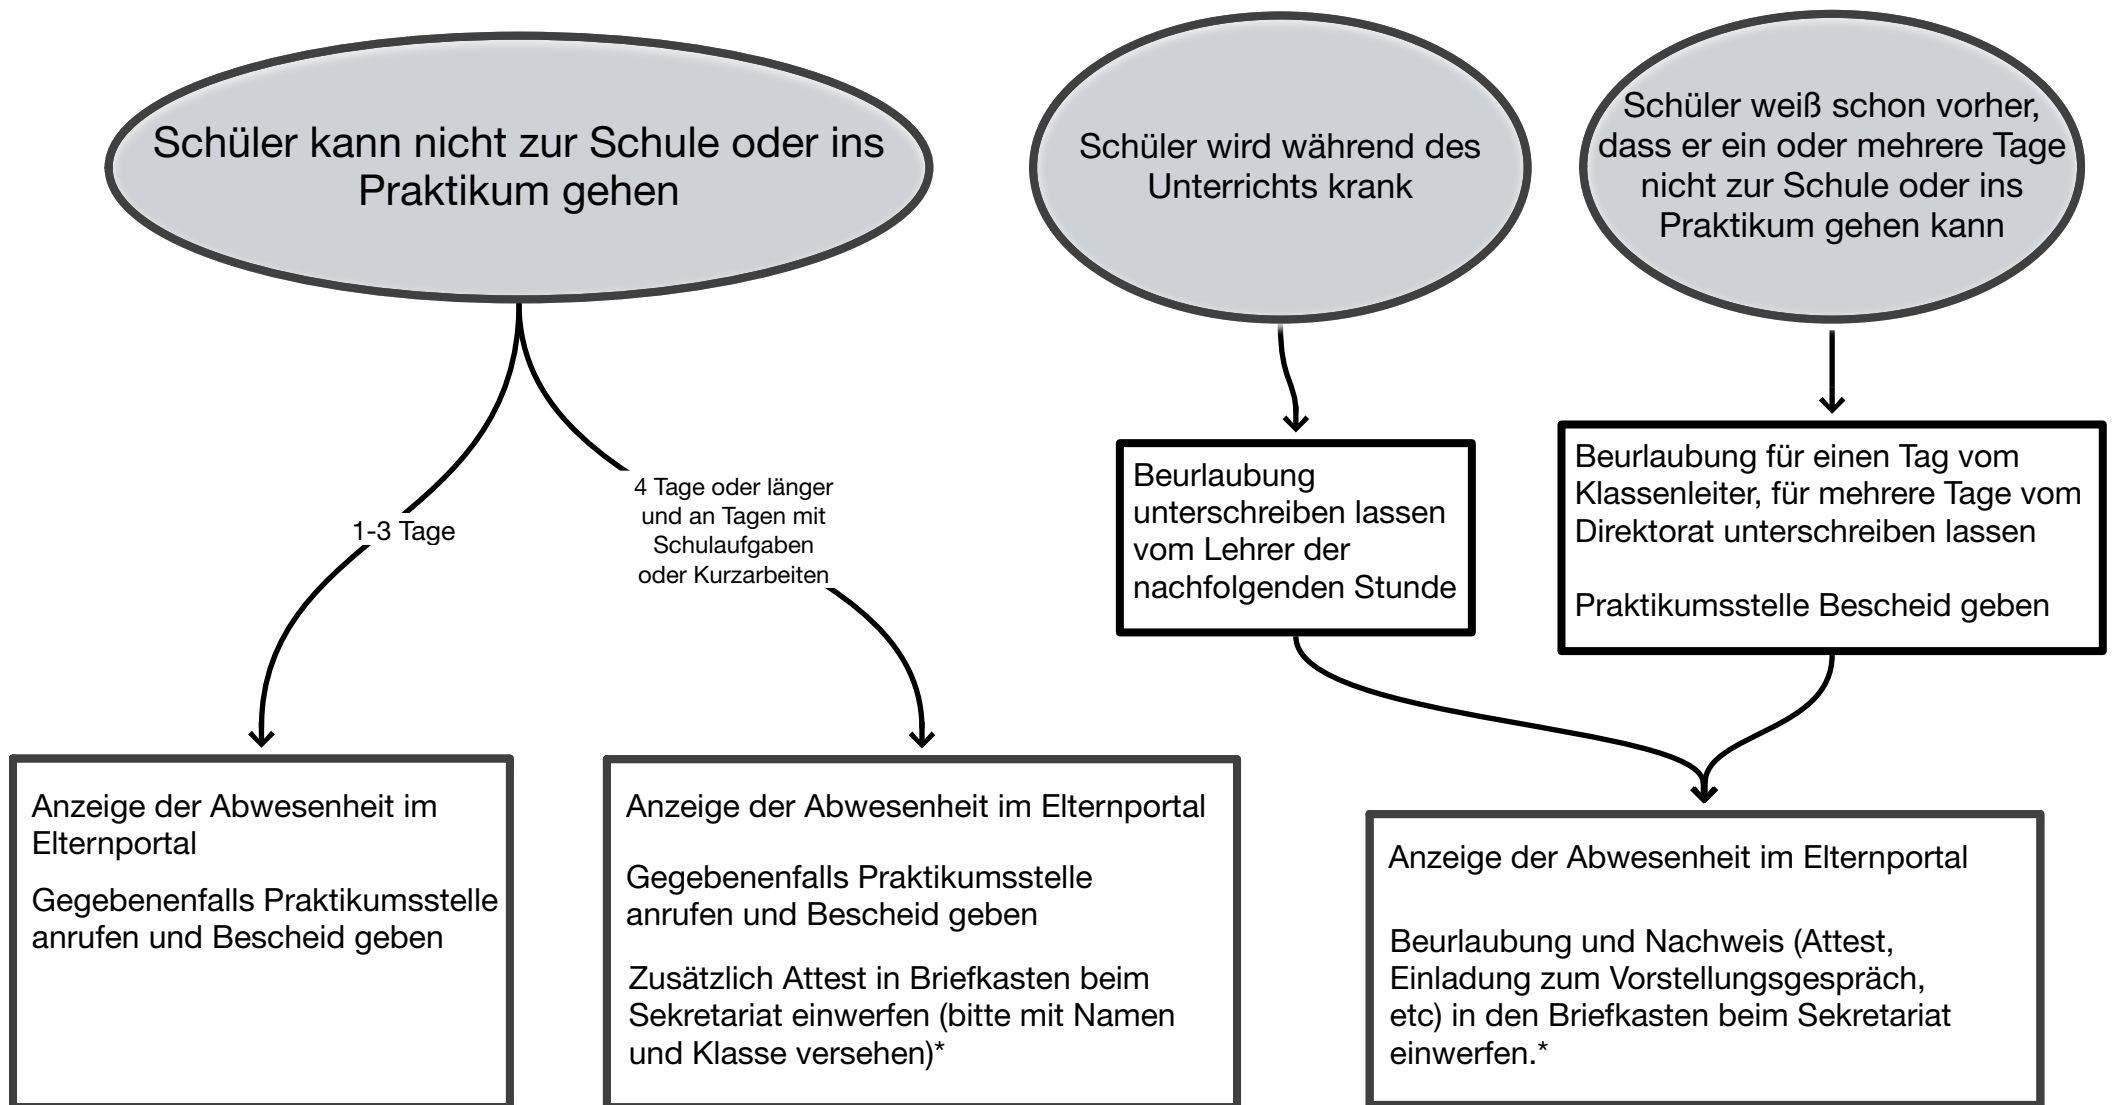 Schüler kann nicht zur Schule oder ins
Praktikum gehen
Schüler wird während des
Unterrichts krank
Schüler weiß schon vorher,
dass er ein oder mehrere Tage
nicht zur Schule oder ins
Praktikum gehen kann
1-3 Tage
4 Tage oder länger
und an Tagen mit
Schulaufgaben
oder Kurzarbeiten
Beurlaubung
unterschreiben lassen
vom Lehrer der
nachfolgenden Stunde
Beurlaubung für einen Tag vom
Klassenleiter, für mehrere Tage vom
Direktorat unterschreiben lassen
Praktikumsstelle Bescheid geben
Anzeige der Abwesenheit im
Elternportal
Gegebenenfalls Praktikumsstelle
anrufen und Bescheid geben
Anzeige der Abwesenheit im Elternportal
Gegebenenfalls Praktikumsstelle
anrufen und Bescheid geben
Zusätzlich Attest in Briefkasten beim
Sekretariat einwerfen (bitte mit Namen
und Klasse versehen)*
Anzeige der Abwesenheit im Elternportal
Beurlaubung und Nachweis (Attest,
Einladung zum Vorstellungsgespräch,
etc) in den Briefkasten beim Sekretariat
einwerfen.*